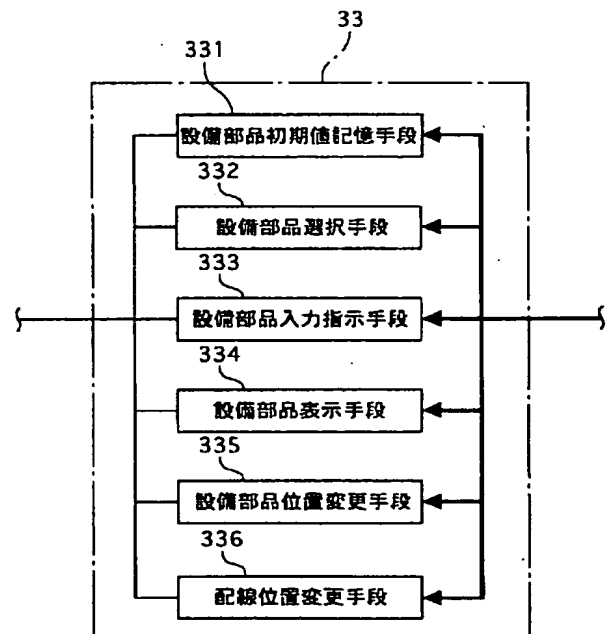 33
331
設備部品初期値記憶手段
332
設備部品選択手段
333
設備部品入力指示手段
334
設備部品表示手段
335
設備部品位置変更手段
336
配線位置変更手段